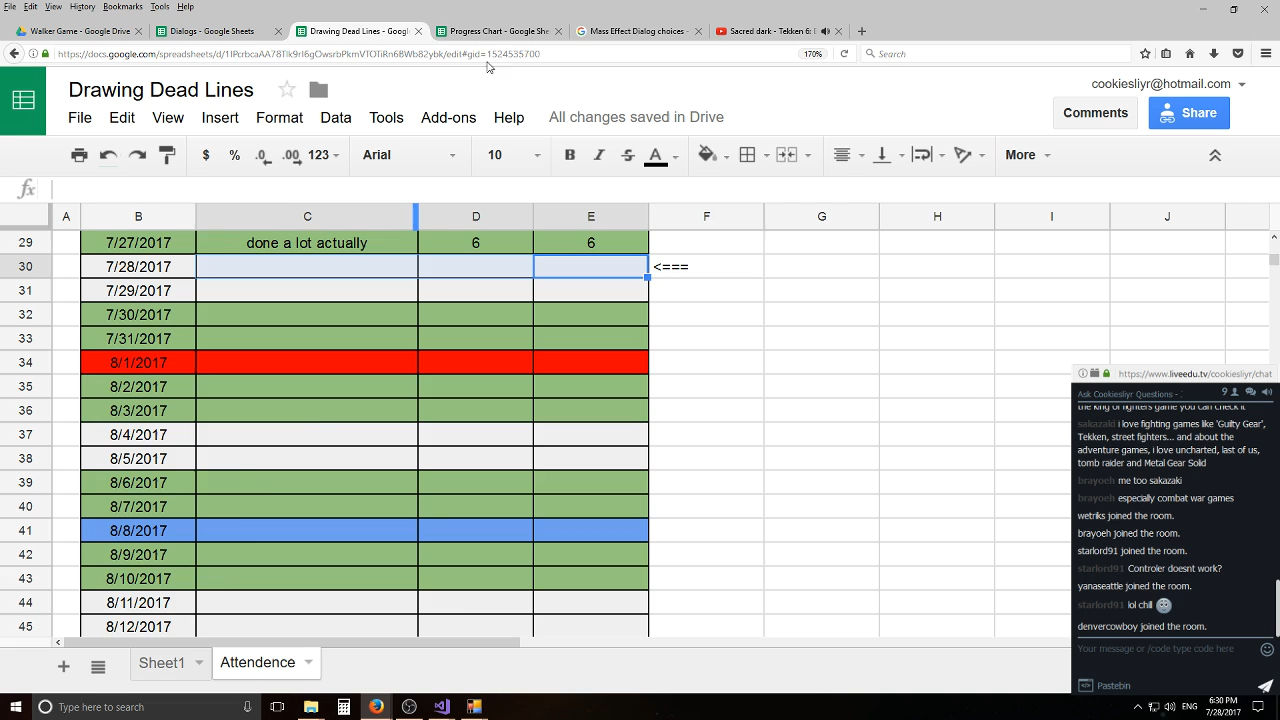 File Edit View History Bookmarks Tools Help
Walker Game - Google Drive
Dialogs - Google Sheets
Drawing Dead Lines - Goog
Progress Chart - Google She
Mass Effect Dialog choices -
Sacred dark - Tekken 6:
https://docs.google.com/spreadsheets/d/1IPcrbcaAA78Tlk9rI6gOwsrbPkmVTOTiRn6BWb82ybk/edit#gid=1524535700
170%
Search
Drawing Dead Lines
cookiesliyr@hotmail.com
File Edit View Insert Format Data Tools Add-ons Help All changes saved in Drive
Comments
Share
$ % .0 .00 123 Arial 10 B I S A More
fx
A B C D E F G H I J
29 7/27/2017 done a lot actually 6 6
30 7/28/2017 <===
31 7/29/2017
32 7/30/2017
33 7/31/2017
34 8/1/2017
35 8/2/2017
36 8/3/2017
37 8/4/2017
38 8/5/2017
39 8/6/2017
40 8/7/2017
41 8/8/2017
42 8/9/2017
43 8/10/2017
44 8/11/2017
45 8/12/2017
https://www.liveedu.tv/cookesliyr/chat
Ask Cookiesliyr Questions - . 9
the king of fighters game you can check it
sakazaki i love fighting games like 'Guilty Gear',
Tekken, street fighters... and about the
adventure games, i love uncharted, last of us,
tomb raider and Metal Gear Solid
brayoeh me too sakazaki
brayoeh especially combat war games
wetriks joined the room.
brayoeh joined the room.
starlord91 joined the room.
starlord91 Controler doesnt work?
yanaseattle joined the room.
starlord91 lol chill
denvercowboy joined the room.
Your message or /code type code here
Pastebin
Sheet1
Attendence
Type here to search
ENG
6:30 PM
7/28/2017